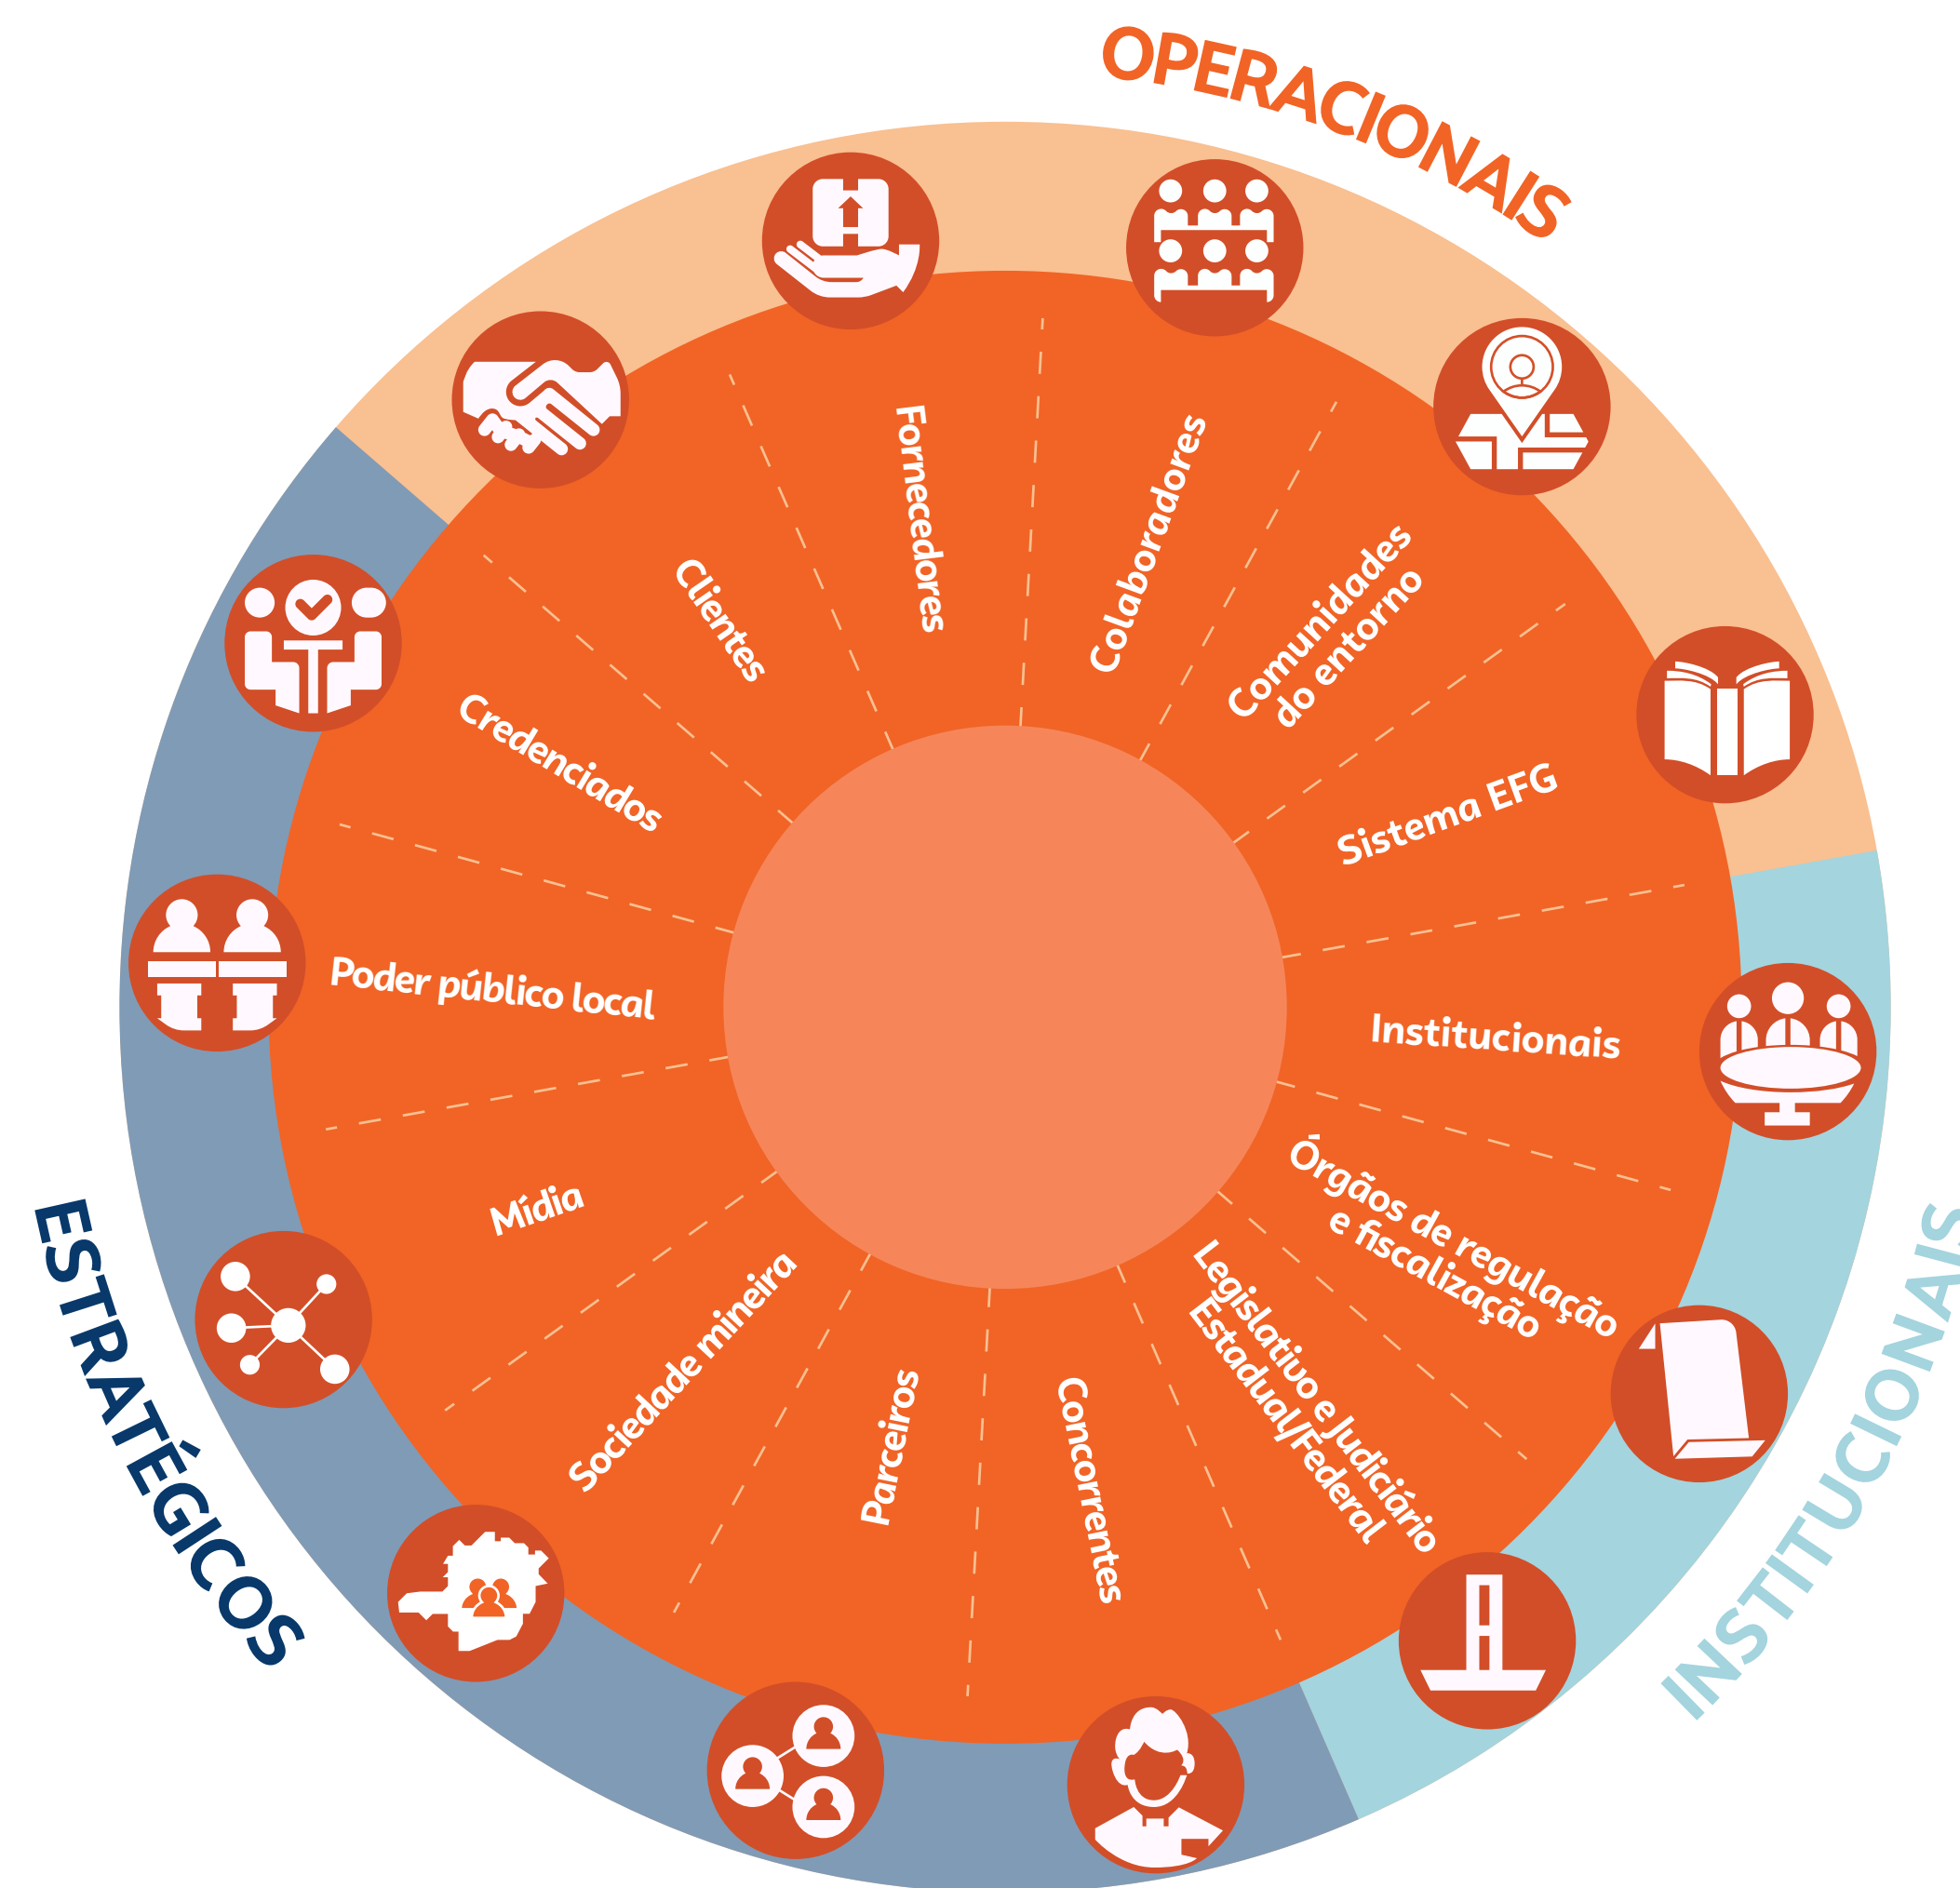 OPERACIONAIS
Fornecedores
Colaboradores
Comunidades
do entorno
Clientes
Credenciados
Sistema EFG
Poder público local
Institucionais
Mídia
Órgãos de regulação
e fiscalização
Sociedade mineira
Legislativo e Judiciário
Estadual/Federal
Parceiros
Concorrentes
ESTRATÉGICOS
INSTITUCIONAIS